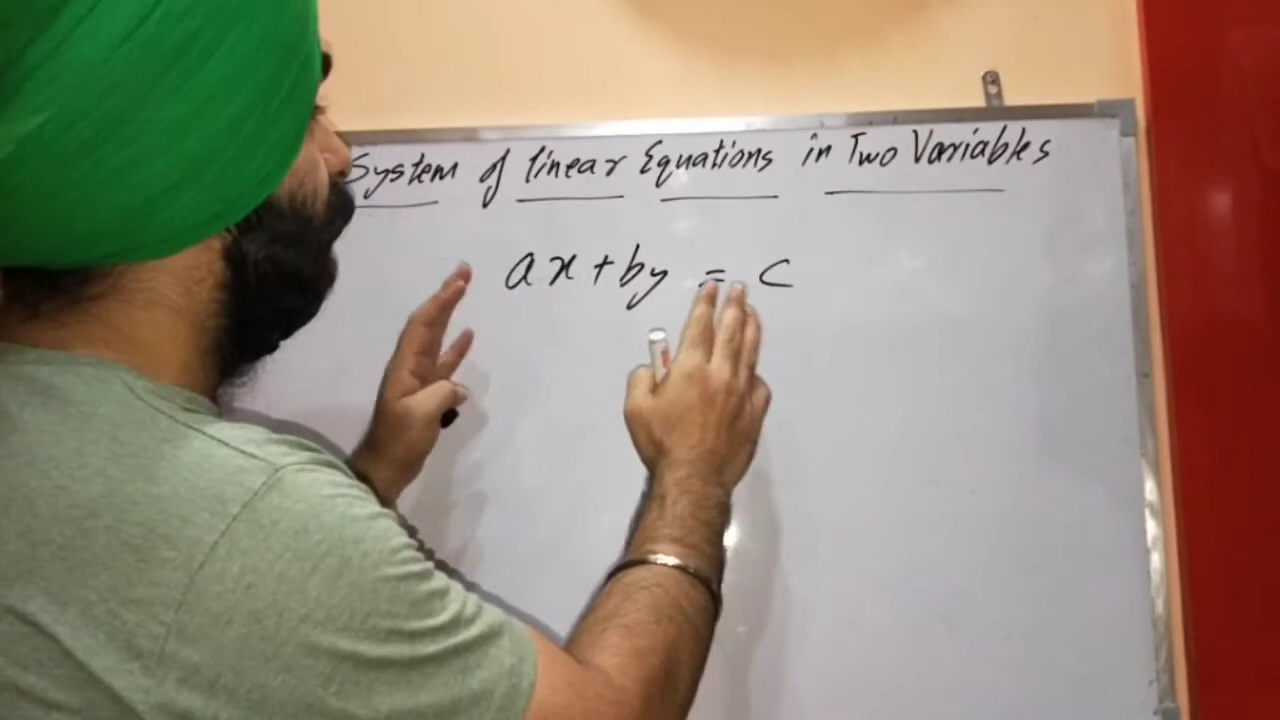 System of linear Equations in Two Variables
ax + by = c